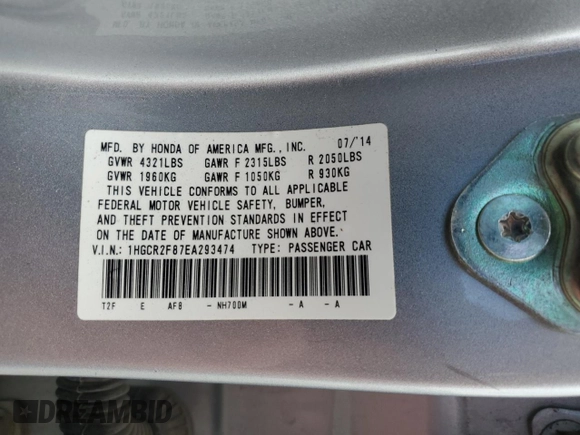 MFD. BY HONDA OF AMERICA MFG., INC. 07/'14
GVWR 4321LBS GAWR F 2315LBS R 2050LBS
GVWR 1960KG GAWR F 1050KG R 930KG
THIS VEHICLE CONFORMS TO ALL APPLICABLE
FEDERAL MOTOR VEHICLE SAFETY, BUMPER,
AND THEFT PREVENTION STANDARDS IN EFFECT
ON THE DATE OF MANUFACTURE SHOWN ABOVE.
V.I.N.: 1HGCR2F87EA293474 TYPE: PASSENGER CAR
T2F E AF8 - NH700M - A - A
DREAMBID